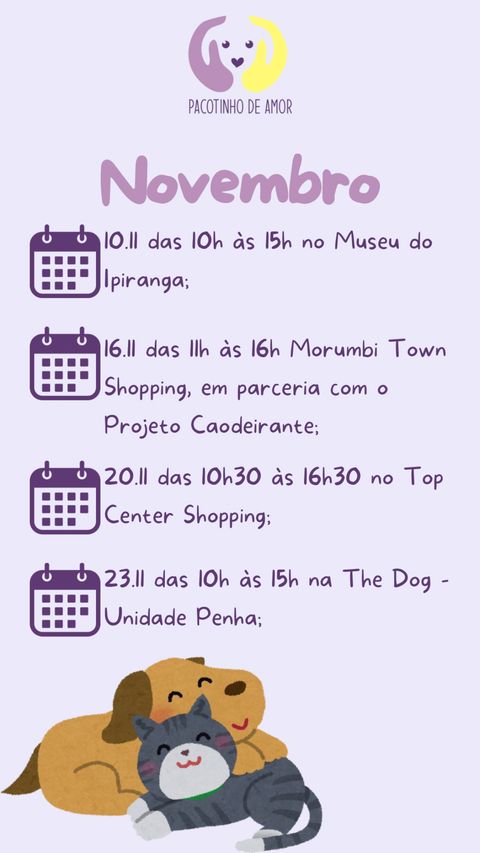 PACOTINHO DE AMOR
Novembro
10.11 das 10h às 15h no Museu do
Ipiranga;
16.11 das 11h às 16h Morumbi Town
Shopping, em parceria com o
Projeto Caodeirante;
20.11 das 10h30 às 16h30 no Top
Center Shopping;
23.11 das 10h às 15h na The Dog -
Unidade Penha;